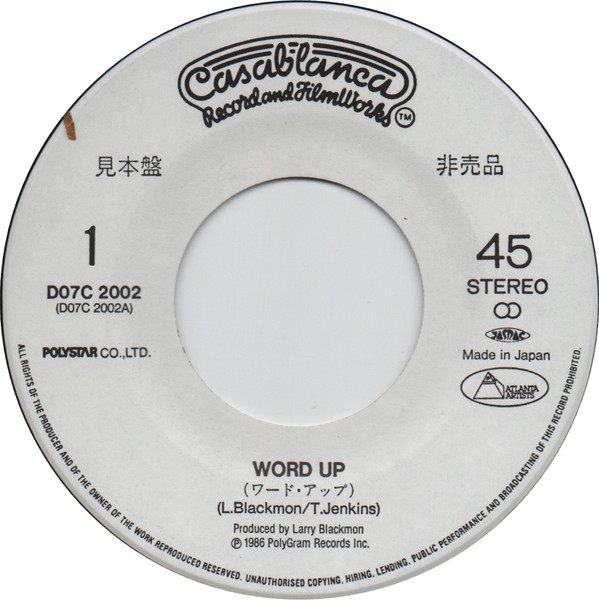 Casablanca
Record and FilmWorks TM
見本盤
非売品
1
45
D07C 2002
STEREO
(D07C 2002A)
JASRAC
POLYSTAR CO.,LTD.
Made in Japan
ATLANTA
ARTISTS
WORD UP
(ワード・アップ)
(L.Blackmon/T.Jenkins)
Produced by Larry Blackmon
℗ 1986 PolyGram Records Inc.
ALL RIGHTS OF THE PRODUCER AND OF THE OWNER OF THE WORK REPRODUCED RESERVED. UNAUTHORISED COPYING, HIRING, LENDING, PUBLIC PERFORMANCE AND BROADCASTING OF THIS RECORD PROHIBITED.